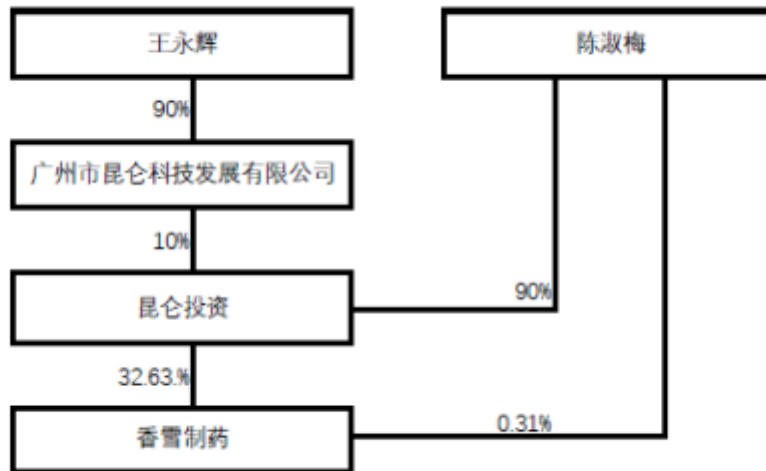 王永辉
陈淑梅
90%
广州市昆仑科技发展有限公司
10%
昆仑投资
90%
32.63.%
香雪制药
0.31%